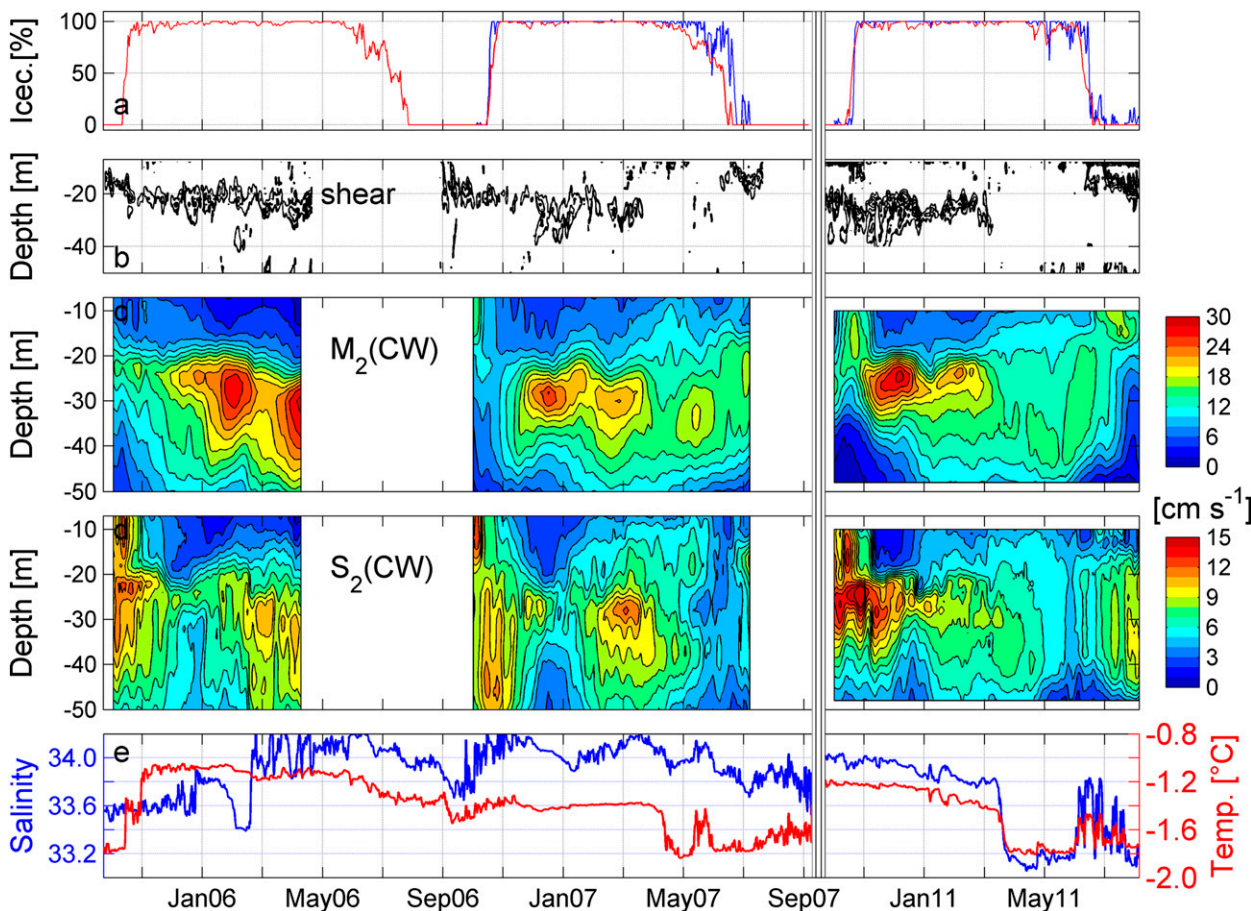 Icec.[%]
100
50
0
a
Depth [m]
-20
-40
shear
b
Depth [m]
-10
-20
-30
-40
-50
c
M2(CW)
30
24
18
12
6
0
[cm s-1]
Depth [m]
-10
-20
-30
-40
-50
d
S2(CW)
15
12
9
6
3
0
Salinity
34.0
33.6
33.2
e
-0.8
-1.2
-1.6
-2.0
Temp. [°C]
Jan06
May06
Sep06
Jan07
May07
Sep07
Jan11
May11